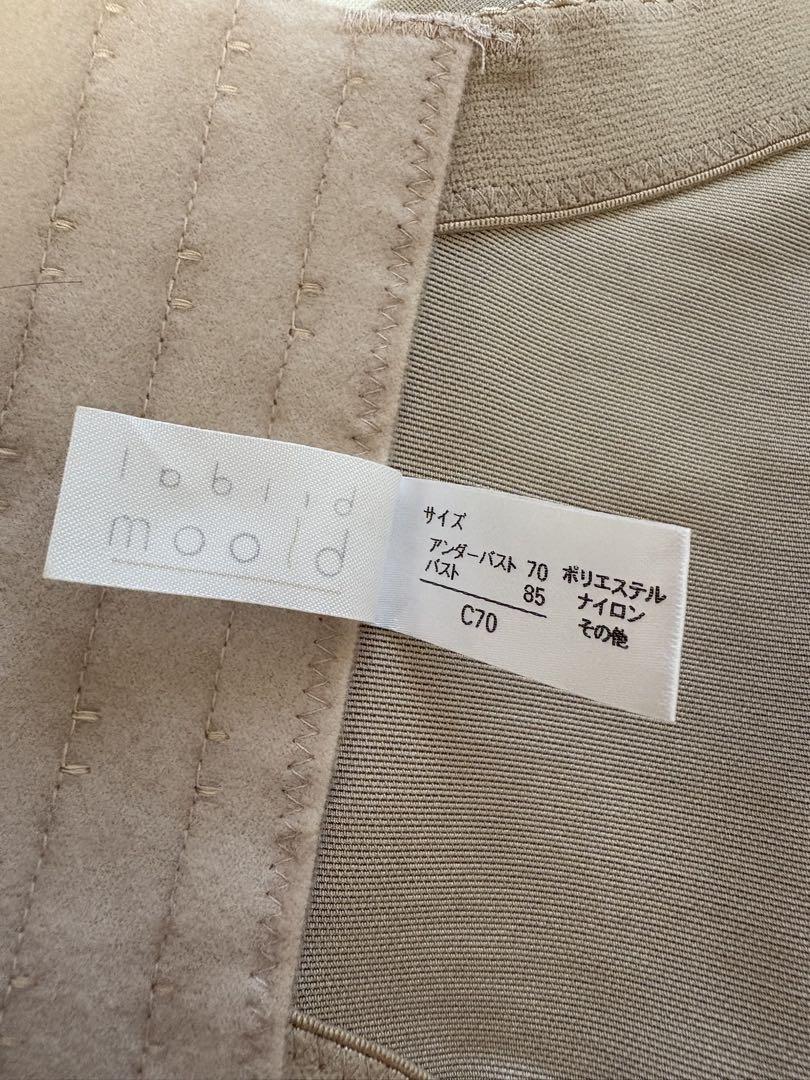 labiid
moold
サイズ
アンダーバスト 70
バスト 85
C70
ポリエステル
ナイロン
その他